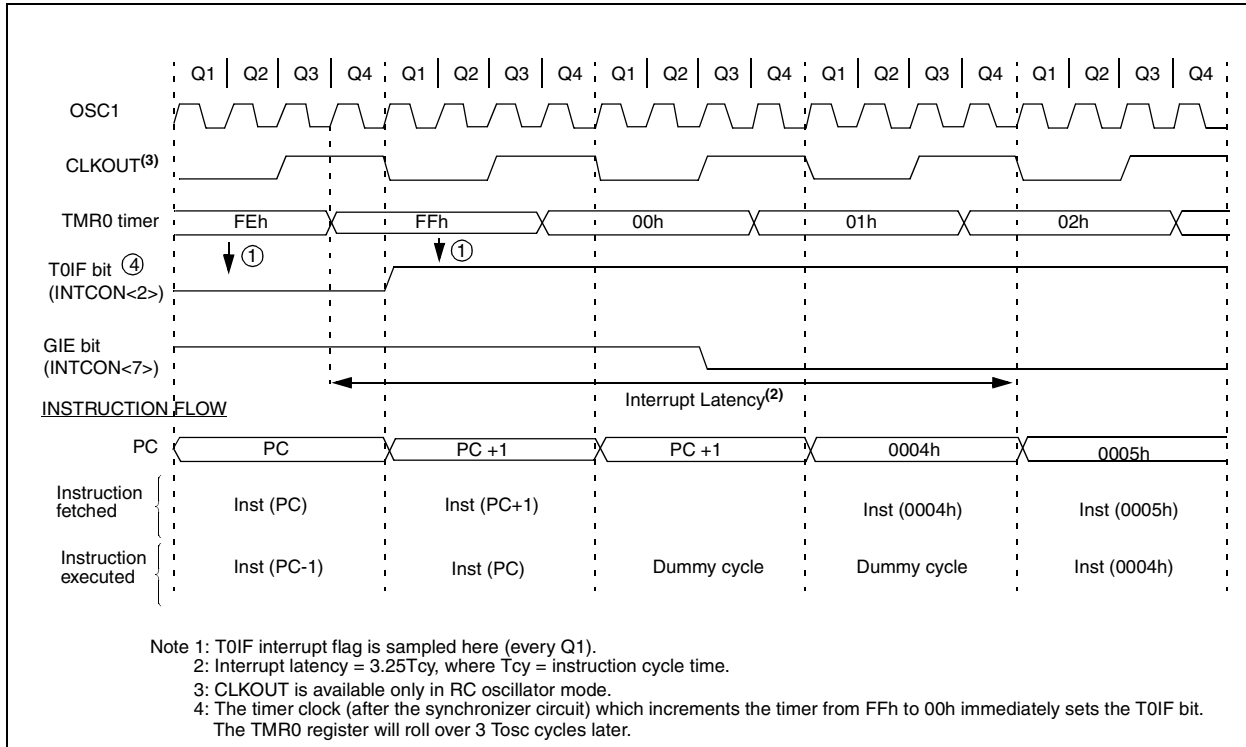 Q1 Q2 Q3 Q4 Q1 Q2 Q3 Q4 Q1 Q2 Q3 Q4 Q1 Q2 Q3 Q4 Q1 Q2 Q3 Q4
OSC1
CLKOUT(3)
TMR0 timer FEh FFh 00h 01h 02h
1 1
T0IF bit 4
(INTCON<2>)
GIE bit
(INTCON<7>)
Interrupt Latency(2)
INSTRUCTION FLOW
PC PC PC +1 PC +1 0004h 0005h
Instruction
fetched
Inst (PC) Inst (PC+1) Inst (0004h) Inst (0005h)
Instruction
executed
Inst (PC-1) Inst (PC) Dummy cycle Dummy cycle Inst (0004h)
Note 1: T0IF interrupt flag is sampled here (every Q1).
2: Interrupt latency = 3.25Tcy, where Tcy = instruction cycle time.
3: CLKOUT is available only in RC oscillator mode.
4: The timer clock (after the synchronizer circuit) which increments the timer from FFh to 00h immediately sets the T0IF bit.
The TMR0 register will roll over 3 Tosc cycles later.